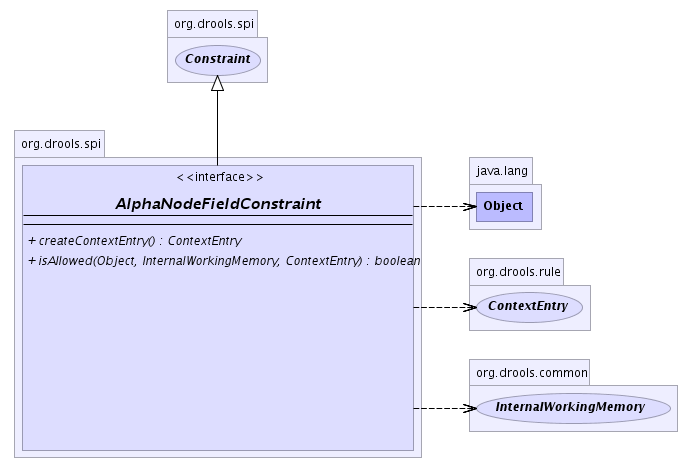 org.drools.spi
Constraint
org.drools.spi
<<interface>>
AlphaNodeFieldConstraint
+ createContextEntry() : ContextEntry
+ isAllowed(Object, InternalWorkingMemory, ContextEntry) : boolean
java.lang
Object
org.drools.rule
ContextEntry
org.drools.common
InternalWorkingMemory